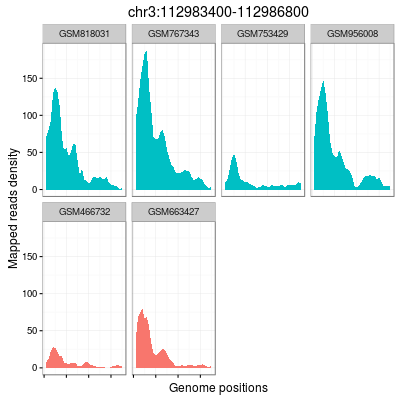 chr3:112983400-112986800
GSM818031 GSM767343 GSM753429 GSM956008
150
100
50
0
GSM466732 GSM663427
150
100
50
0
Mapped reads density
Genome positions